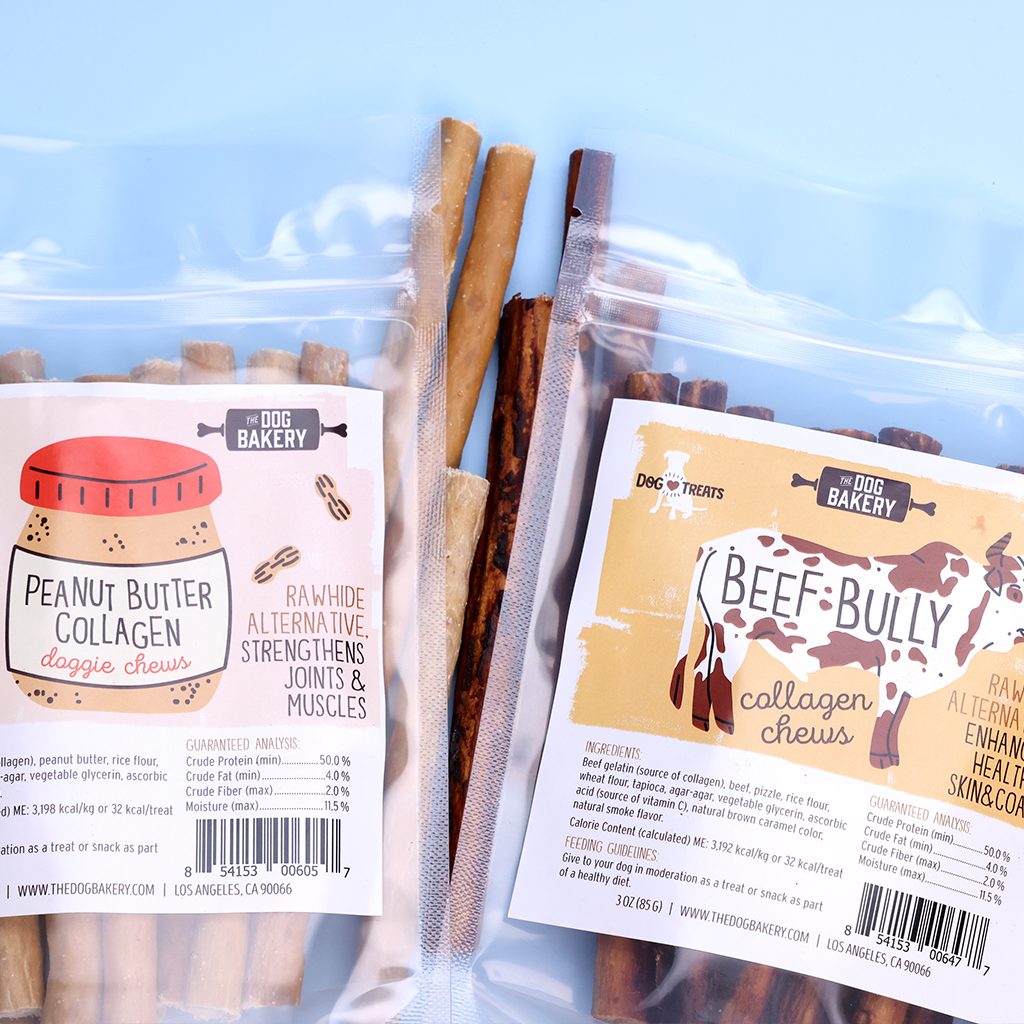 THE DOG
BAKERY
PEANUT BUTTER
COLLAGEN
doggie chews
RAWHIDE
ALTERNATIVE,
STRENGTHENS
JOINTS &
MUSCLES
llagen), peanut butter, rice flour,
-agar, vegetable glycerin, ascorbic
d) ME: 3,198 kcal/kg or 32 kcal/treat
ration as a treat or snack as part
GUARANTEED ANALYSIS:
Crude Protein (min)..............50.0 %
Crude Fat (min)..................4.0 %
Crude Fiber (max)................2.0 %
Moisture (max)...................11.5 %
8 54153 00605 7
| WWW.THEDOGBAKERY.COM | LOS ANGELES, CA 90066
DOG TREATS
THE DOG
BAKERY
BEEF BULLY
collagen
chews
RAW
ALTERNA
ENHANC
HEALTH
SKIN&COA
INGREDIENTS:
Beef gelatin (source of collagen), beef, pizzle, rice flour,
wheat flour, tapioca, agar-agar, vegetable glycerin, ascorbic
acid (source of vitamin C), natural brown caramel color,
natural smoke flavor.
Calorie Content (calculated) ME: 3,192 kcal/kg or 32 kcal/treat
FEEDING GUIDELINES:
Give to your dog in moderation as a treat or snack as part
of a healthy diet.
GUARANTEED ANALYSIS:
Crude Protein (min)..............50.0 %
Crude Fat (min)..................4.0 %
Crude Fiber (max)................2.0 %
Moisture (max)...................11.5 %
8 54153 00647 7
3 OZ (85 G) | WWW.THEDOGBAKERY.COM | LOS ANGELES, CA 90066